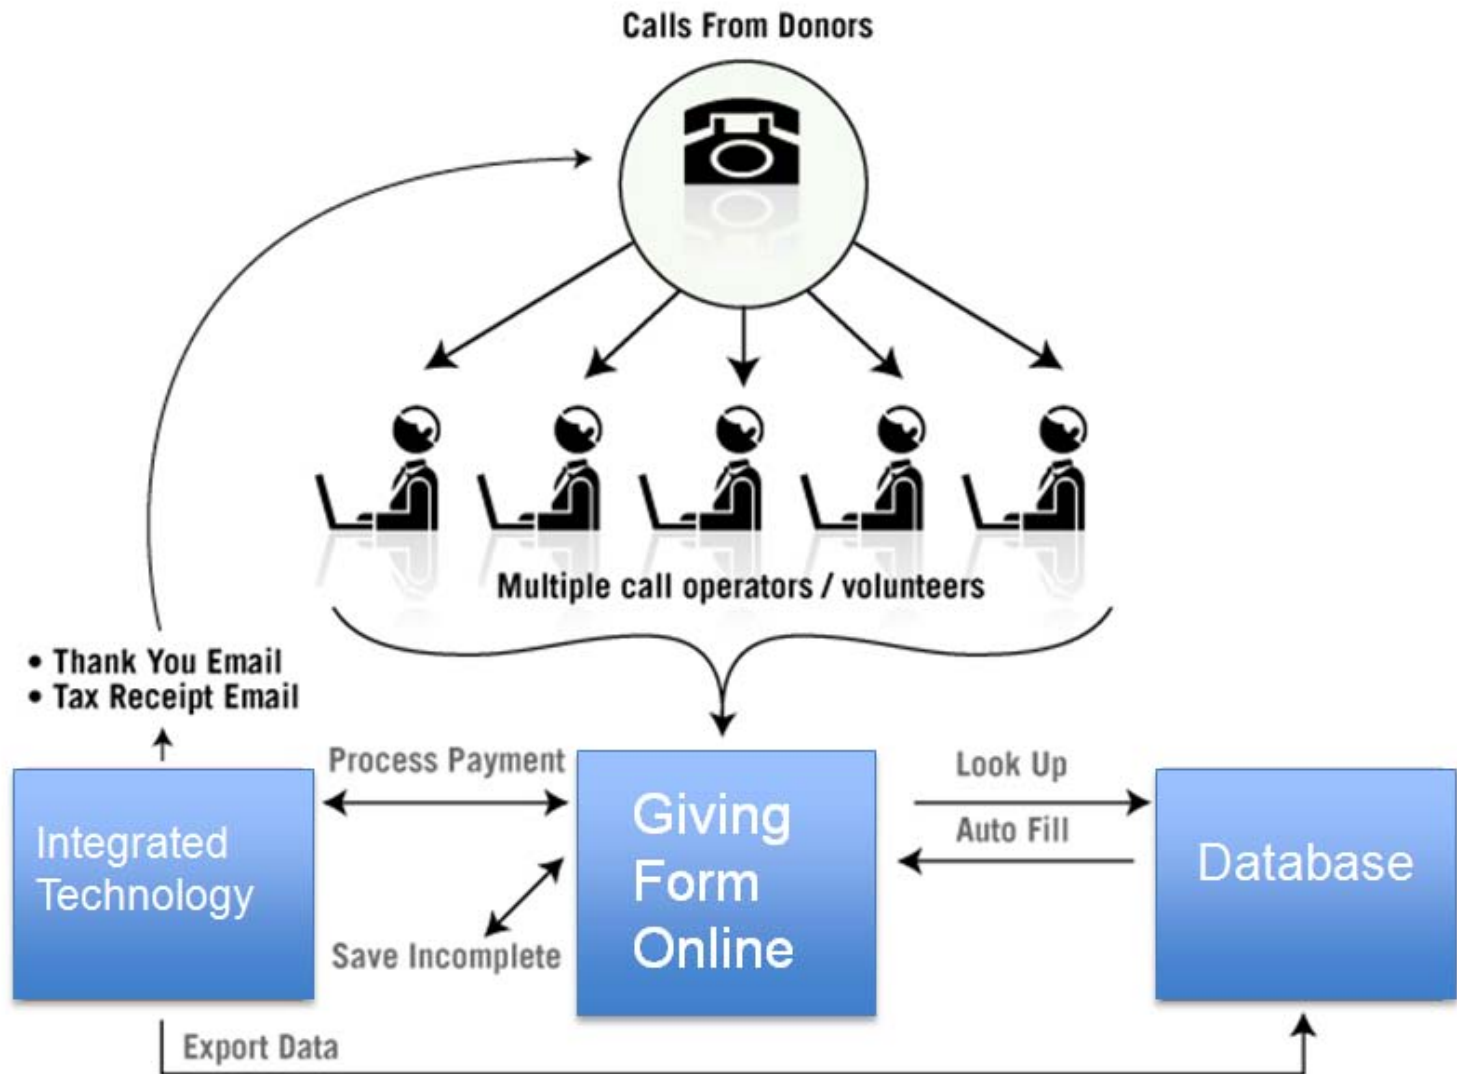 Calls From Donors
Multiple call operators / volunteers
• Thank You Email
• Tax Receipt Email
Process Payment
Look Up
Auto Fill
Integrated
Technology
Giving
Form
Online
Database
Save Incomplete
Export Data